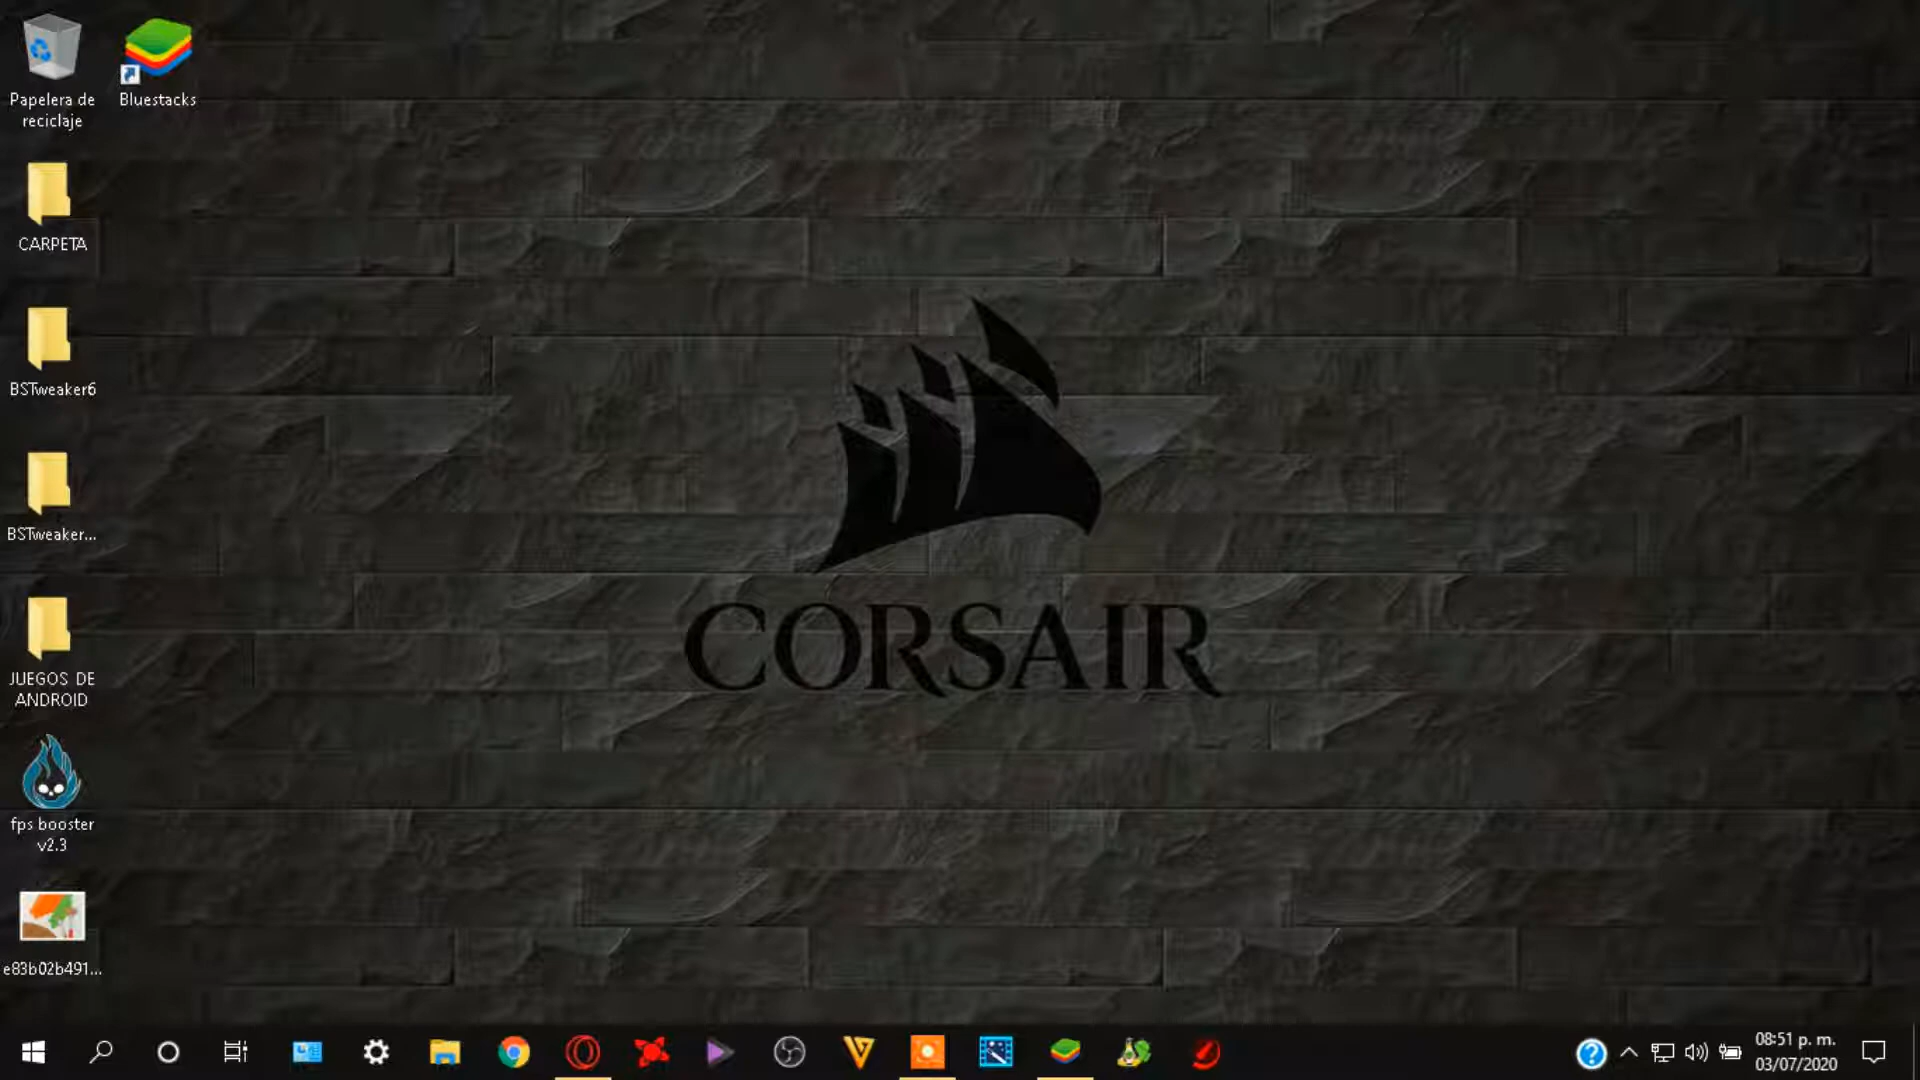 Papelera de
reciclaje
Bluestacks
CARPETA
BSTweaker6
BSTweaker...
JUEGOS DE
ANDROID
fps booster
v2.3
e83b02b491...
CORSAIR
08:51 p. m.
03/07/2020